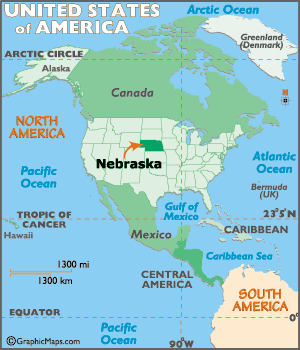 UNITED STATES
of AMERICA
Arctic Ocean
Greenland
(Denmark)
ARCTIC CIRCLE
Alaska
Canada
N
NORTH
AMERICA
Nebraska
Pacific
Ocean
Atlantic
Ocean
Bermuda
(UK)
Gulf of
Mexico
TROPIC OF
CANCER
23°5'N
Hawaii
Mexico
CARIBBEAN
Caribbean Sea
1300 mi
1300 km
CENTRAL
AMERICA
SOUTH
AMERICA
EQUATOR
Pacific
Ocean
90°W
©GraphicMaps.com